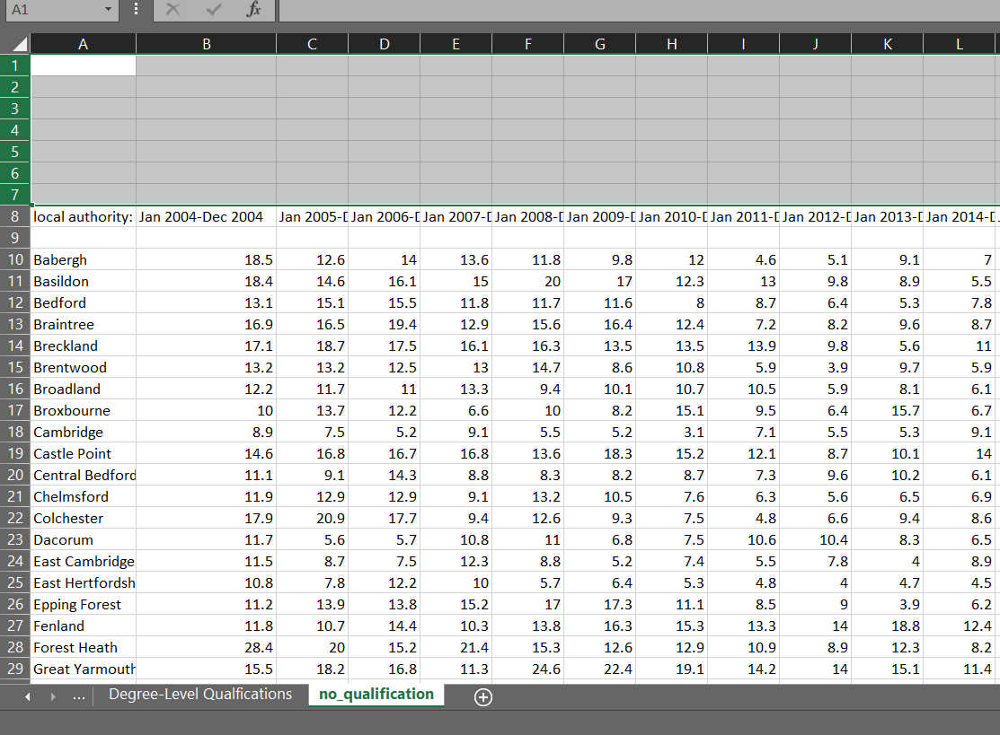 A1 fx
A B C D E F G H I J K L
1
2
3
4
5
6
7
8 local authority: Jan 2004-Dec 2004 Jan 2005-D Jan 2006-D Jan 2007-D Jan 2008-D Jan 2009-D Jan 2010-D Jan 2011-D Jan 2012-D Jan 2013-D Jan 2014-D
9
10 Babergh 18.5 12.6 14 13.6 11.8 9.8 12 4.6 5.1 9.1 7
11 Basildon 18.4 14.6 16.1 15 20 17 12.3 13 9.8 8.9 5.5
12 Bedford 13.1 15.1 15.5 11.8 11.7 11.6 8 8.7 6.4 5.3 7.8
13 Braintree 16.9 16.5 19.4 12.9 15.6 16.4 12.4 7.2 8.2 9.6 8.7
14 Breckland 17.1 18.7 17.5 16.1 16.3 13.5 13.5 13.9 9.8 5.6 11
15 Brentwood 13.2 13.2 12.5 13 14.7 8.6 10.8 5.9 3.9 9.7 5.9
16 Broadland 12.2 11.7 11 13.3 9.4 10.1 10.7 10.5 5.9 8.1 6.1
17 Broxbourne 10 13.7 12.2 6.6 10 8.2 15.1 9.5 6.4 15.7 6.7
18 Cambridge 8.9 7.5 5.2 9.1 5.5 5.2 3.1 7.1 5.5 5.3 9.1
19 Castle Point 14.6 16.8 16.7 16.8 13.6 18.3 15.2 12.1 8.7 10.1 14
20 Central Bedford 11.1 9.1 14.3 8.8 8.3 8.2 8.7 7.3 9.6 10.2 6.1
21 Chelmsford 11.9 12.9 12.9 9.1 13.2 10.5 7.6 6.3 5.6 6.5 6.9
22 Colchester 17.9 20.9 17.7 9.4 12.6 9.3 7.5 4.8 6.6 9.4 8.6
23 Dacorum 11.7 5.6 5.7 10.8 11 6.8 7.5 10.6 10.4 8.3 6.5
24 East Cambridge 11.5 8.7 7.5 12.3 8.8 5.2 7.4 5.5 7.8 4 8.9
25 East Hertfordsh 10.8 7.8 12.2 10 5.7 6.4 5.3 4.8 4 4.7 4.5
26 Epping Forest 11.2 13.9 13.8 15.2 17 17.3 11.1 8.5 9 3.9 6.2
27 Fenland 11.8 10.7 14.4 10.3 13.8 16.3 15.3 13.3 14 18.8 12.4
28 Forest Heath 28.4 20 15.2 21.4 15.3 12.6 12.9 10.9 8.9 12.3 8.2
29 Great Yarmouth 15.5 18.2 16.8 11.3 24.6 22.4 19.1 14.2 14 15.1 11.4
... Degree-Level Qualfications no_qualification